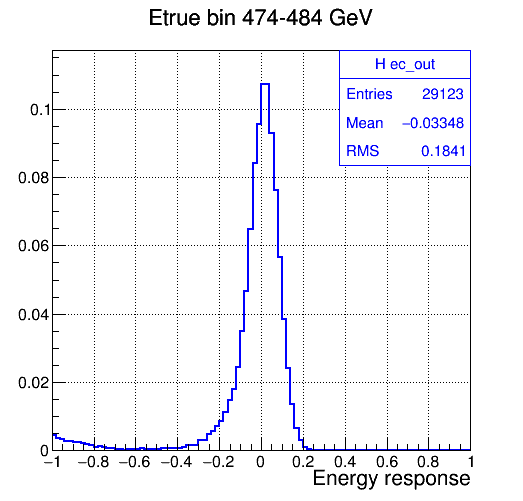 Etrue bin 474-484 GeV
H ec_out
Entries 29123
Mean −0.03348
RMS 0.1841
0.1
0.08
0.06
0.04
0.02
0
−1 −0.8 −0.6 −0.4 −0.2 0 0.2 0.4 0.6 0.8 1
Energy response